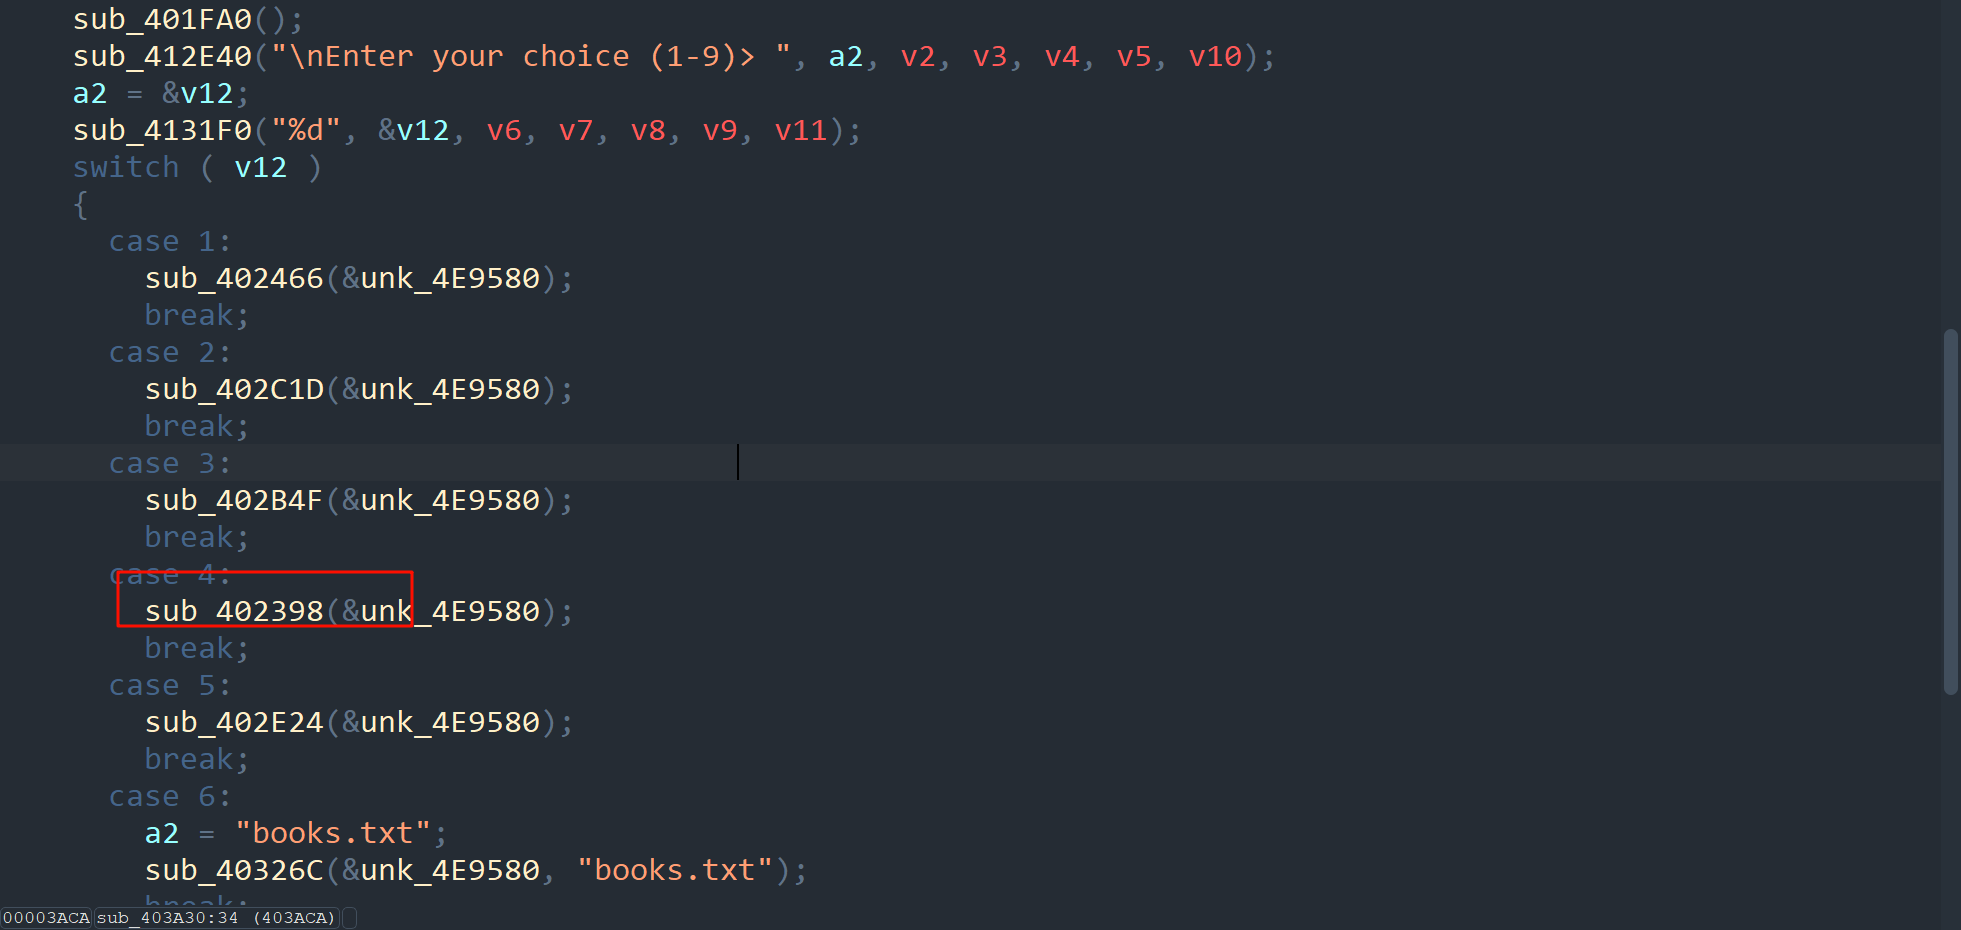 sub_401FA0();
sub_412E40("\nEnter your choice (1-9)> ", a2, v2, v3, v4, v5, v10);
a2 = &v12;
sub_4131F0("%d", &v12, v6, v7, v8, v9, v11);
switch ( v12 )
{
case 1:
sub_402466(&unk_4E9580);
break;
case 2:
sub_402C1D(&unk_4E9580);
break;
case 3:
sub_402B4F(&unk_4E9580);
break;
case 4:
sub_402398(&unk_4E9580);
break;
case 5:
sub_402E24(&unk_4E9580);
break;
case 6:
a2 = "books.txt";
sub_40326C(&unk_4E9580, "books.txt");
break;
00003ACA sub_403A30:34 (403ACA)